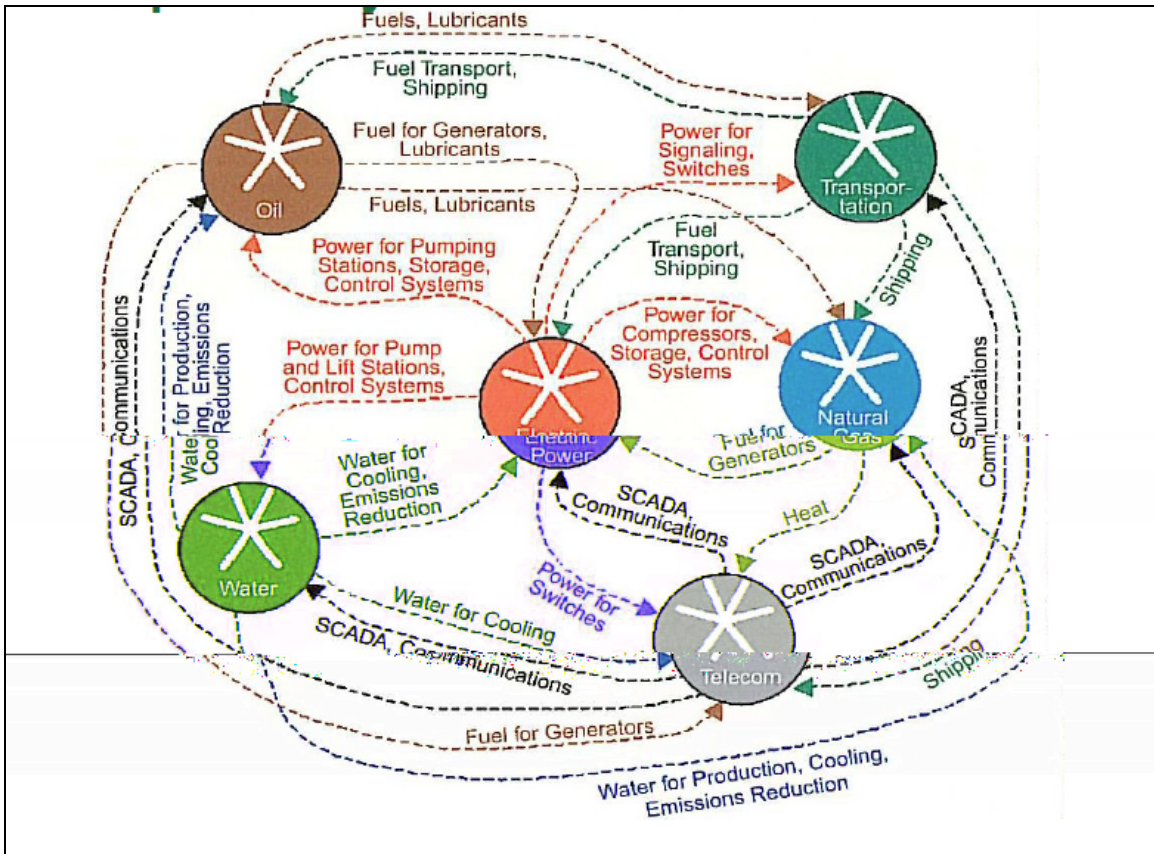 Fuels, Lubricants
Fuel Transport,
Shipping
Fuel for Generators,
Lubricants
Power for
Signaling,
Switches
Transpor-
tation
Oil
Fuels, Lubricants
Fuel
Transport,
Shipping
Shipping
Power for Pumping
Stations, Storage,
Control Systems
Power for
Compressors,
Storage, Control
Systems
SCADA, Communications
Water for Production,
Cooling, Emissions
Reduction
Power for Pump
and Lift Stations,
Control Systems
SCADA,
Communications
Natural
Gas
Electric
Power
Fuel for
Generators
Water for
Cooling,
Emissions
Reduction
SCADA,
Communications
Heat
SCADA,
Communications
Water
Power for
Switches
Water for Cooling
SCADA, Communications
Telecom
Shipping
Fuel for Generators
Water for Production, Cooling,
Emissions Reduction